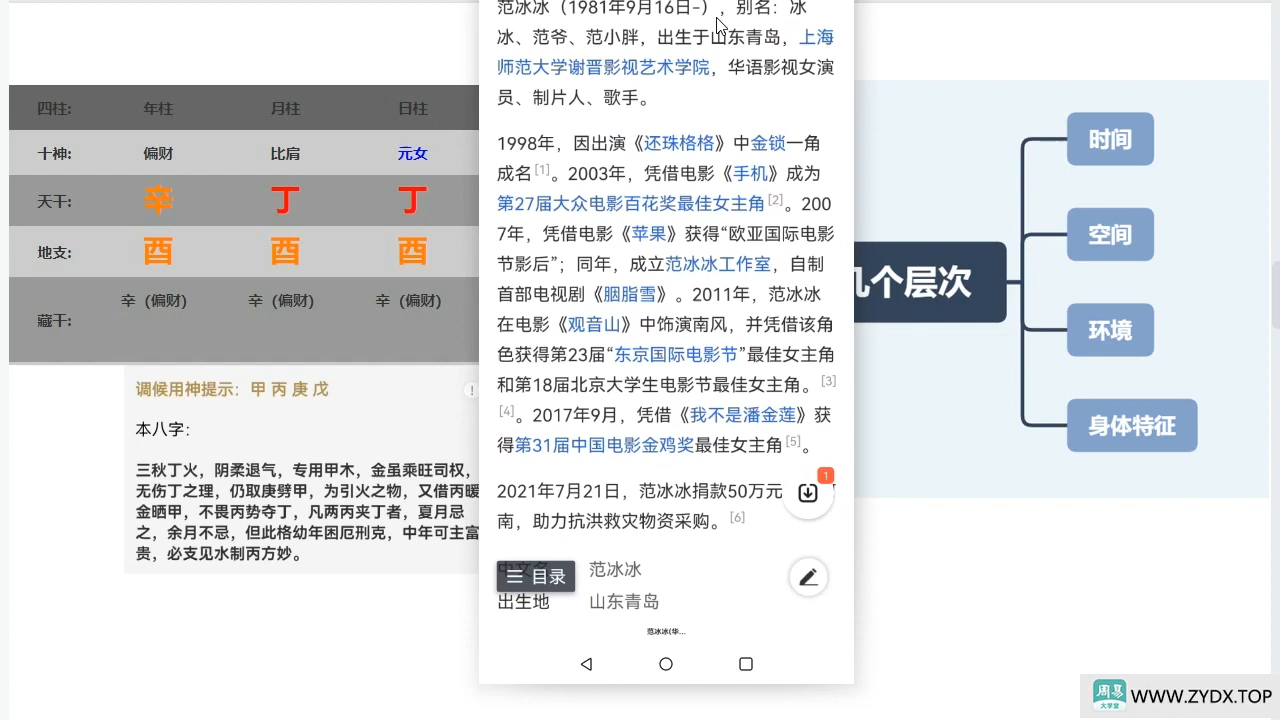 四柱: 年柱 月柱 日柱
十神: 偏财 比肩 元女
天干: 辛 丁 丁
地支: 酉 酉 酉
辛（偏财） 辛（偏财） 辛（偏财）
藏干:
调候用神提示：甲 丙 庚 戊
!
本八字：
三秋丁火，阴柔退气，专用甲木，金虽乘旺司权，
无伤丁之理，仍取庚劈甲，为引火之物，又借丙暖
金晒甲，不畏丙势夺丁，凡两丙夹丁者，夏月忌
之，余月不忌，但此格幼年困厄刑克，中年可主富
贵，必支见水制丙方妙。
范冰冰（1981年9月16日-），别名：冰
冰、范爷、范小胖，出生于山东青岛，上海
师范大学谢晋影视艺术学院，华语影视女演
员、制片人、歌手。
1998年，因出演《还珠格格》中金锁一角
成名[1]。2003年，凭借电影《手机》成为
第27届大众电影百花奖最佳女主角[2]。200
7年，凭借电影《苹果》获得“欧亚国际电影
节影后”；同年，成立范冰冰工作室，自制
首部电视剧《胭脂雪》。2011年，范冰冰
在电影《观音山》中饰演南风，并凭借该角
色获得第23届“东京国际电影节”最佳女主角
和第18届北京大学生电影节最佳女主角。[3]
[4]。2017年9月，凭借《我不是潘金莲》获
得第31届中国电影金鸡奖最佳女主角[5]。
1
2021年7月21日，范冰冰捐款50万元
南，助力抗洪救灾物资采购。[6]
目录
范冰冰
出生地 山东青岛
范冰冰(华...
几个层次
时间
空间
环境
身体特征
周易
大学堂
WWW.ZYDX.TOP